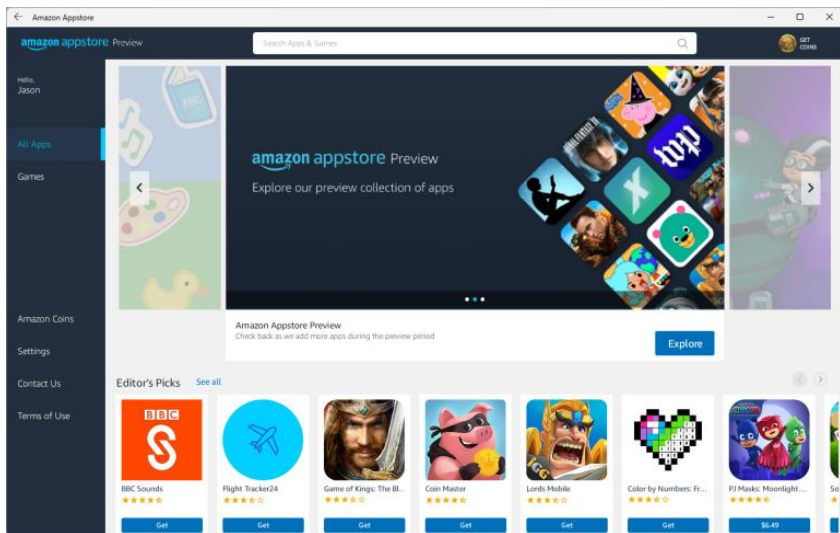 Amazon Appstore
amazon appstore Preview
Search Apps & Games
GET
COINS
Hello,
Jason
All Apps
Games
Amazon Coins
Settings
Contact Us
Terms of Use
ABC
amazon appstore Preview
Explore our preview collection of apps
wp
X
Amazon Appstore Preview
Check back as we add more apps during the preview period
Explore
Editor's Picks See all
BBC
S
IGG
BBC Sounds
Flight Tracker24
Game of Kings: The Bl...
Coin Master
Lords Mobile
Color by Numbers: Fr...
PJ Masks: Moonlight...
So
Get
Get
Get
Get
Get
Get
$6.49